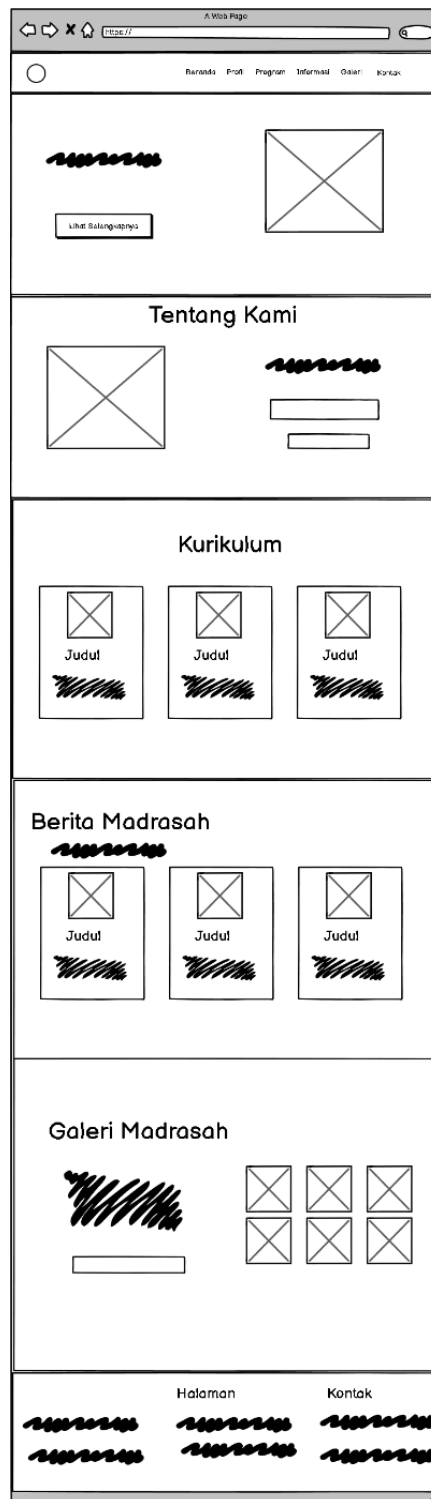 A Web Page
https://
Beranda Profil Program Informasi Galeri Kontak
Lihat Selengkapnya
Tentang Kami
Kurikulum
Judul Judul Judul
Berita Madrasah
Judul Judul Judul
Galeri Madrasah
Halaman Kontak